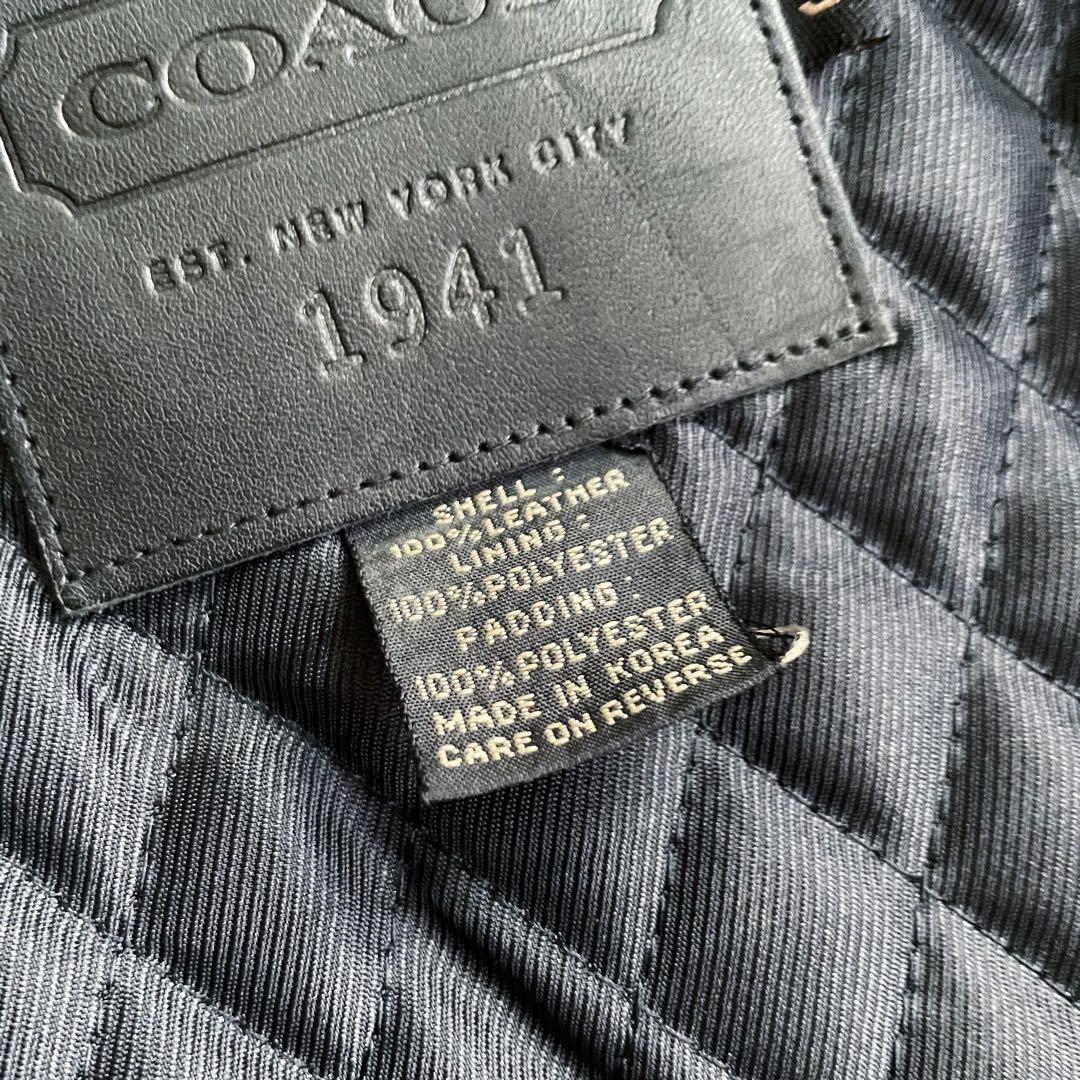 COACH
EST. NEW YORK CITY
1941
SHELL :
100%LEATHER
LINING :
100%POLYESTER
PADDING :
100%POLYESTER
MADE IN KOREA
CARE ON REVERSE